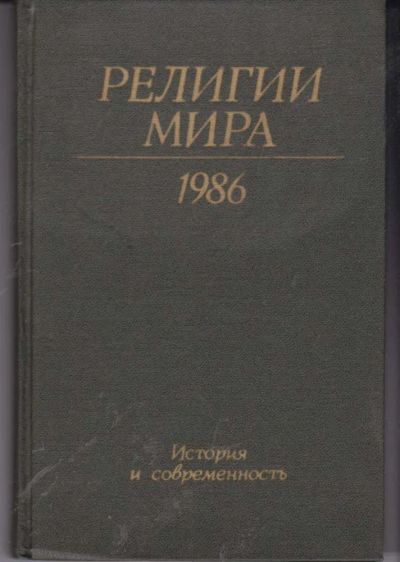 РЕЛИГИИ
МИРА
1986
История
и современность